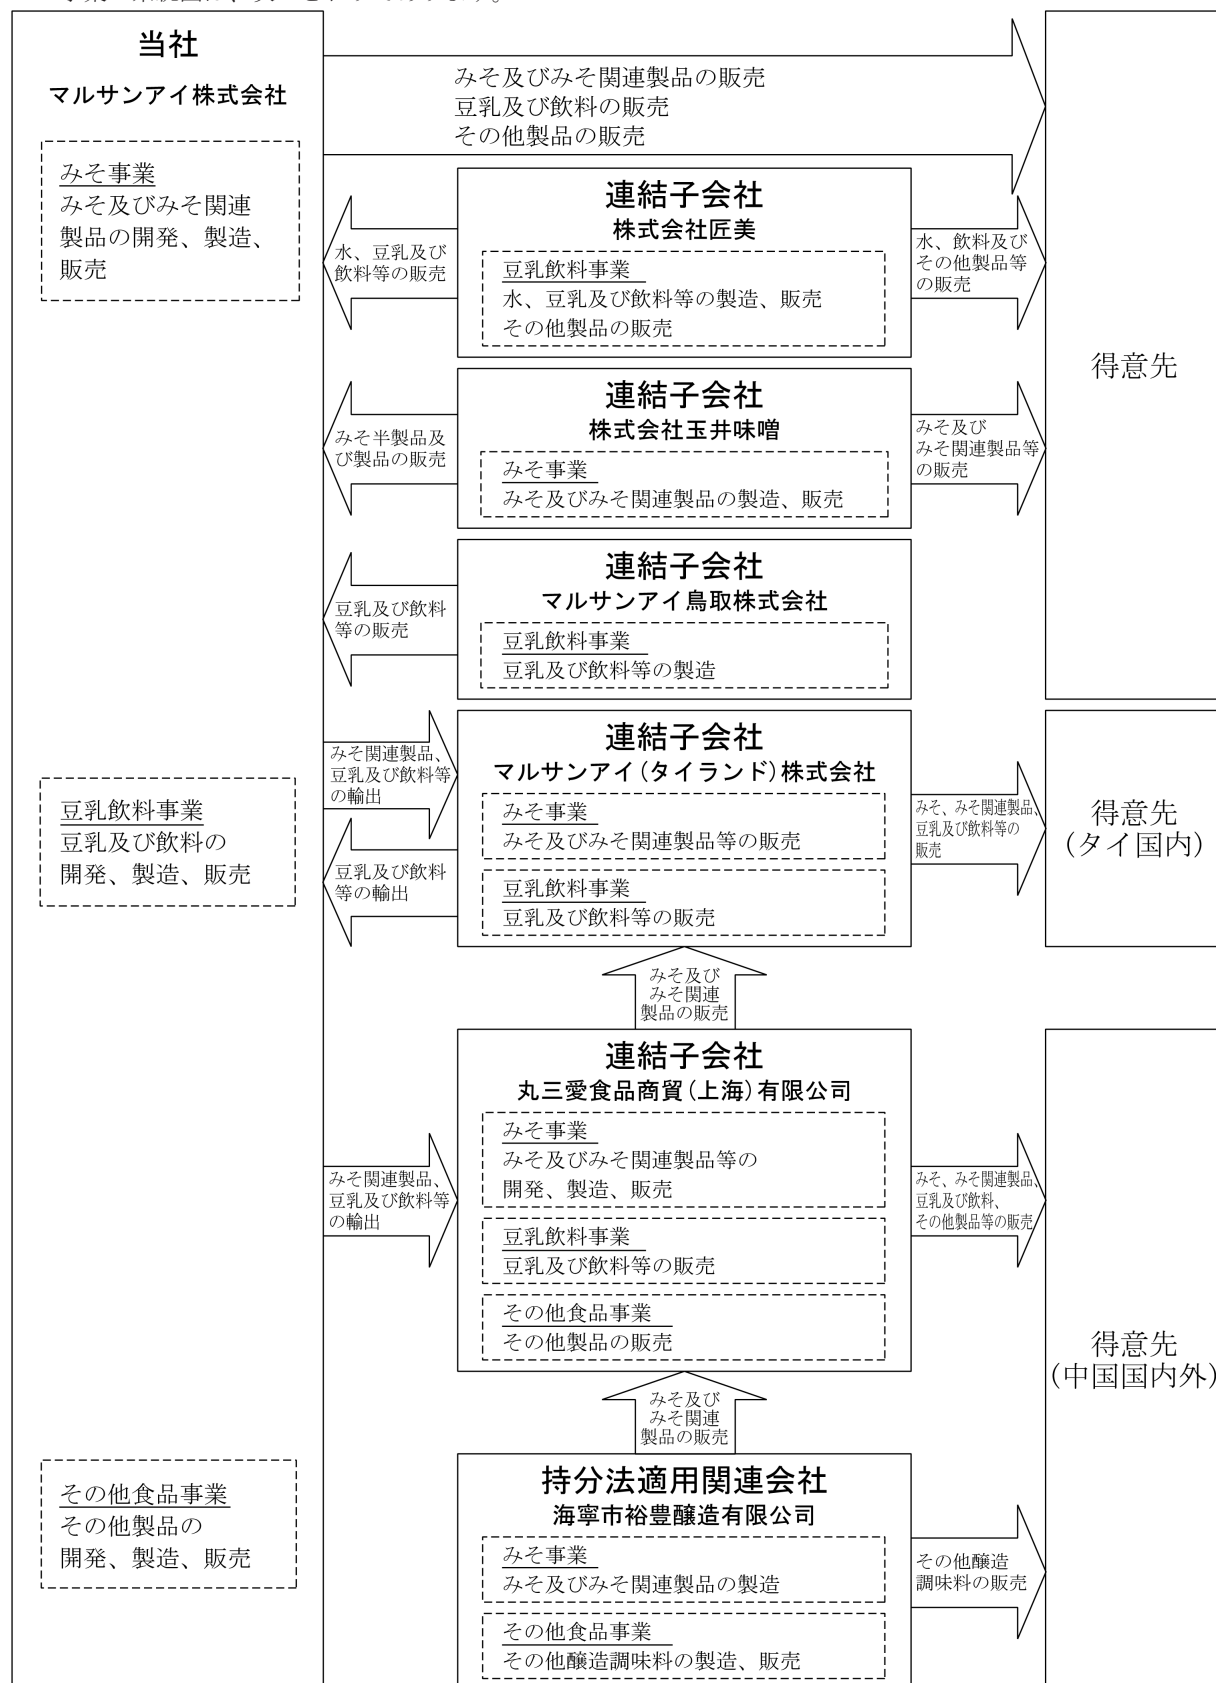 当社
マルサンアイ株式会社
みそ事業
みそ及びみそ関連
製品の開発、製造、
販売
豆乳飲料事業
豆乳及び飲料の
開発、製造、販売
その他食品事業
その他製品の
開発、製造、販売
みそ及びみそ関連製品の販売
豆乳及び飲料の販売
その他製品の販売
水、豆乳及び
飲料等の販売
連結子会社
株式会社匠美
豆乳飲料事業
水、豆乳及び飲料等の製造、販売
その他製品の販売
水、飲料及び
その他製品等
の販売
みそ半製品及
び製品の販売
連結子会社
株式会社玉井味噌
みそ事業
みそ及びみそ関連製品の製造、販売
みそ及び
みそ関連製品等
の販売
得意先
豆乳及び飲料
等の販売
連結子会社
マルサンアイ鳥取株式会社
豆乳飲料事業
豆乳及び飲料等の製造
みそ関連製品、
豆乳及び飲料等
の輸出
豆乳及び飲料
等の輸出
連結子会社
マルサンアイ(タイランド)株式会社
みそ事業
みそ及びみそ関連製品等の販売
豆乳飲料事業
豆乳及び飲料等の販売
みそ、みそ関連製品、
豆乳及び飲料等の
販売
得意先
(タイ国内)
みそ及び
みそ関連
製品の販売
みそ関連製品、
豆乳及び飲料等
の輸出
連結子会社
丸三愛食品商貿(上海)有限公司
みそ事業
みそ及びみそ関連製品等の
開発、製造、販売
豆乳飲料事業
豆乳及び飲料等の販売
その他食品事業
その他製品の販売
みそ、みそ関連製品、
豆乳及び飲料、
その他製品等の販売
得意先
(中国国内外)
みそ及び
みそ関連
製品の販売
持分法適用関連会社
海寧市裕豊醸造有限公司
みそ事業
みそ及びみそ関連製品の製造
その他食品事業
その他醸造調味料の製造、販売
その他醸造
調味料の販売